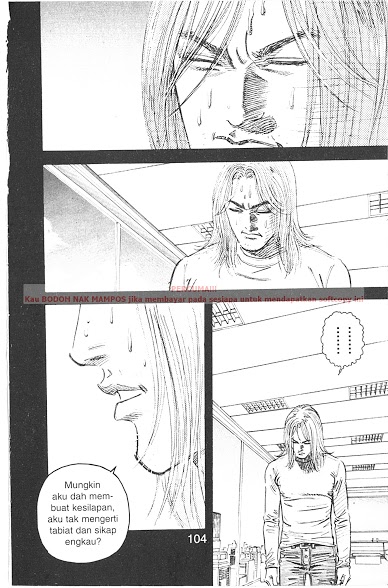 PERCUMA!!!
Kau BODOH NAK MAMPOS jika membayar pada sesiapa untuk mendapatkan softcopy ini
Mungkin
aku dah mem-
buat kesilapan,
aku tak mengerti
tabiat dan sikap
engkau?
104